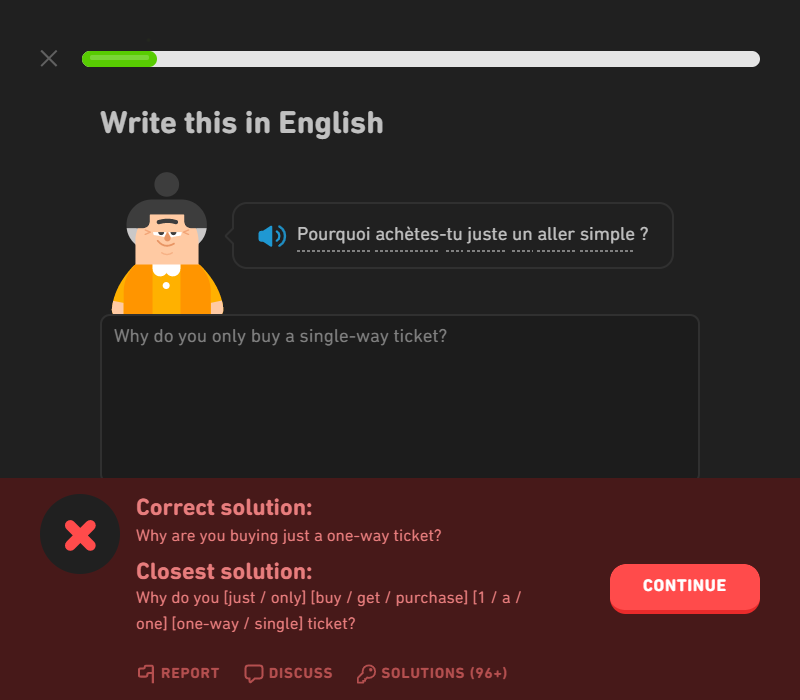 Write this in English
Pourquoi achètes-tu juste un aller simple ?
Why do you only buy a single-way ticket?
Correct solution:
Why are you buying just a one-way ticket?
Closest solution:
Why do you [just / only] [buy / get / purchase] [1 / a /
one] [one-way / single] ticket?
CONTINUE
REPORT DISCUSS SOLUTIONS (96+)